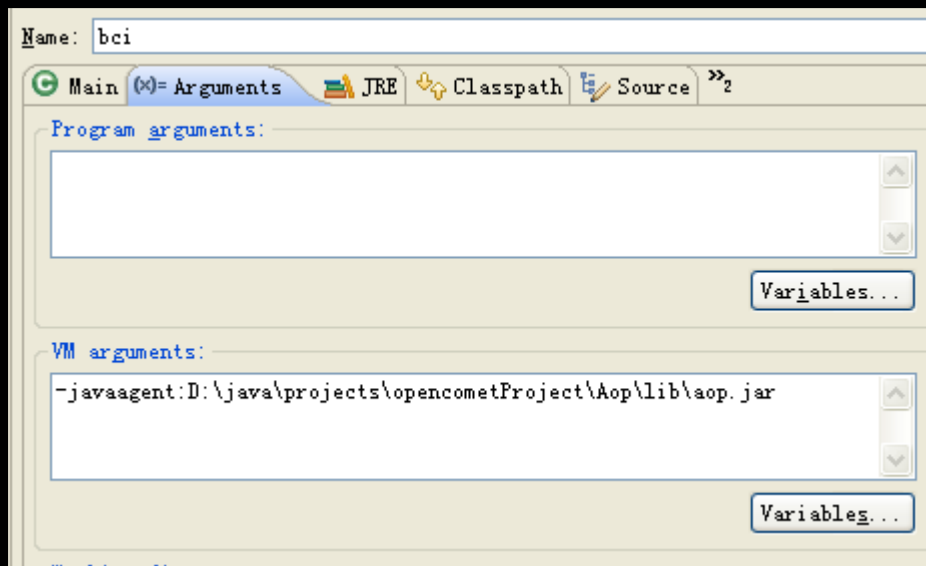 Name: bci
Main (x)= Arguments JRE Classpath Source »2
Program arguments:
Variables...
VM arguments:
-javaagent:D:\java\projects\opencometProject\Aop\lib\aop.jar
Variables...